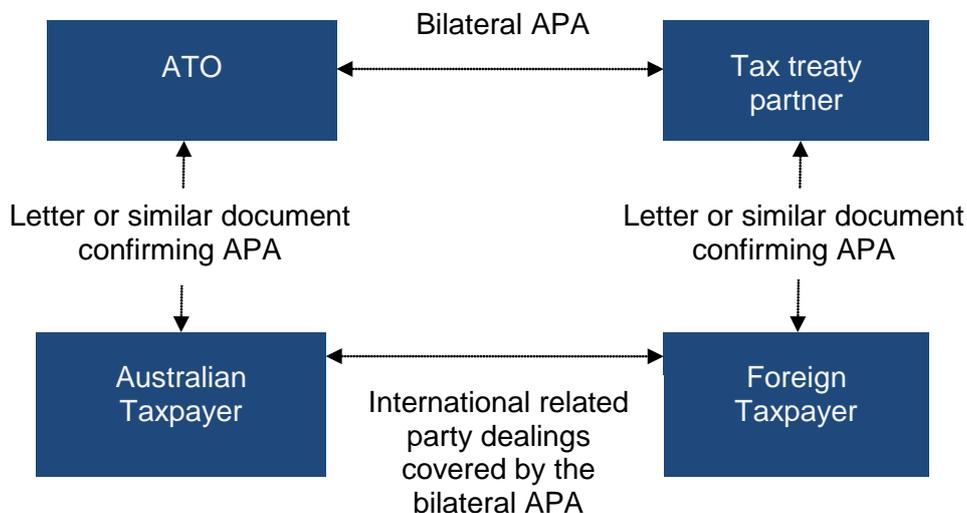 Bilateral APA
ATO
Tax treaty
partner
Letter or similar document
confirming APA
Letter or similar document
confirming APA
Australian
Taxpayer
Foreign
Taxpayer
International related
party dealings
covered by the
bilateral APA